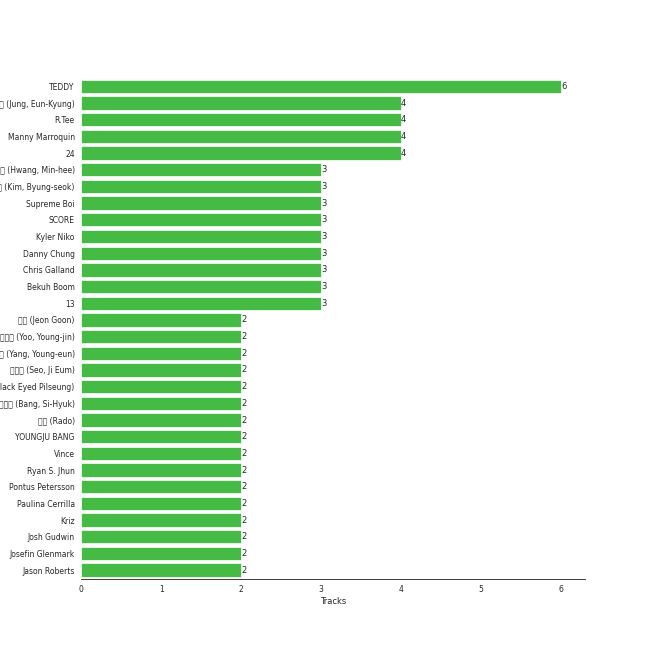 TEDDY 6
(Jung, Eun-Kyung) 4
R.Tee 4
Manny Marroquin 4
24 4
(Hwang, Min-hee) 3
(Kim, Byung-seok) 3
Supreme Boi 3
SCORE 3
Kyler Niko 3
Danny Chung 3
Chris Galland 3
Bekuh Boom 3
13 3
(Jeon Goon) 2
(Yoo, Young-jin) 2
(Yang, Young-eun) 2
(Seo, Ji Eum) 2
lack Eyed Pilseung) 2
(Bang, Si-Hyuk) 2
(Rado) 2
YOUNGJU BANG 2
Vince 2
Ryan S. Jhun 2
Pontus Petersson 2
Paulina Cerrilla 2
Kriz 2
Josh Gudwin 2
Josefin Glenmark 2
Jason Roberts 2
0 1 2 3 4 5 6
Tracks